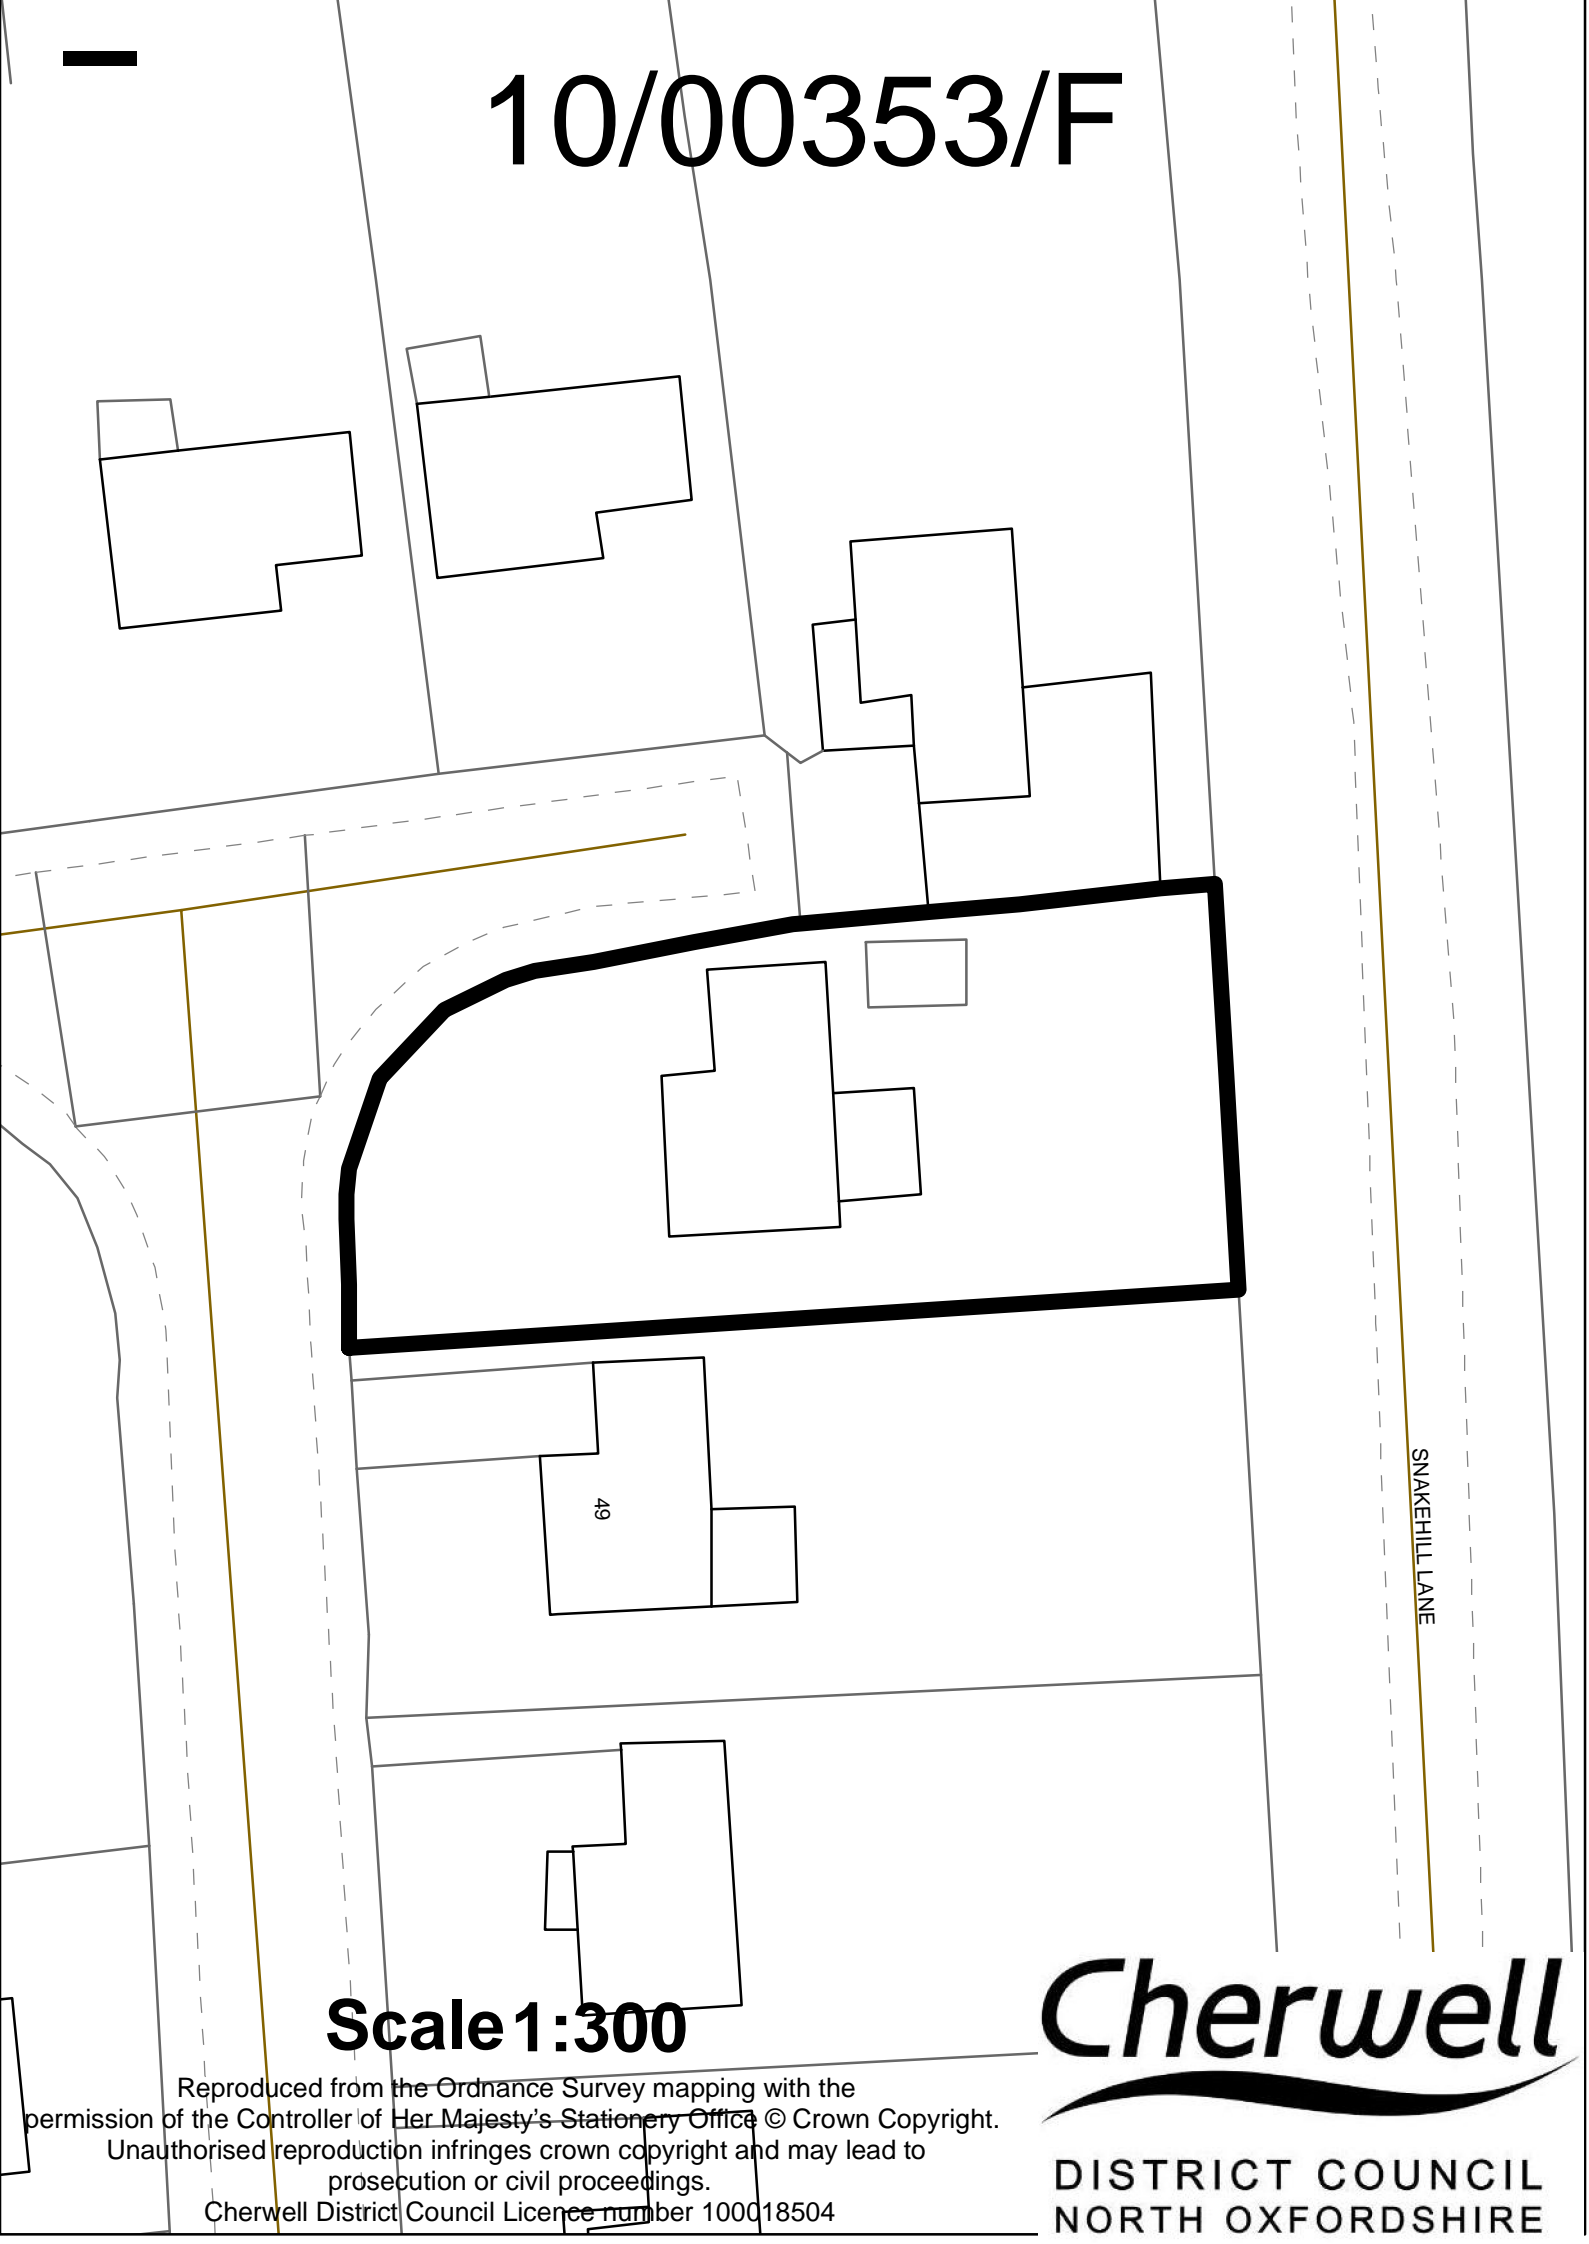 10/00353/F
49
SNAKEHILL LANE
Scale 1:300
Reproduced from the Ordnance Survey mapping with the
permission of the Controller of Her Majesty's Stationery Office © Crown Copyright.
Unauthorised reproduction infringes crown copyright and may lead to
prosecution or civil proceedings.
Cherwell District Council Licence number 100018504
Cherwell
DISTRICT COUNCIL
NORTH OXFORDSHIRE